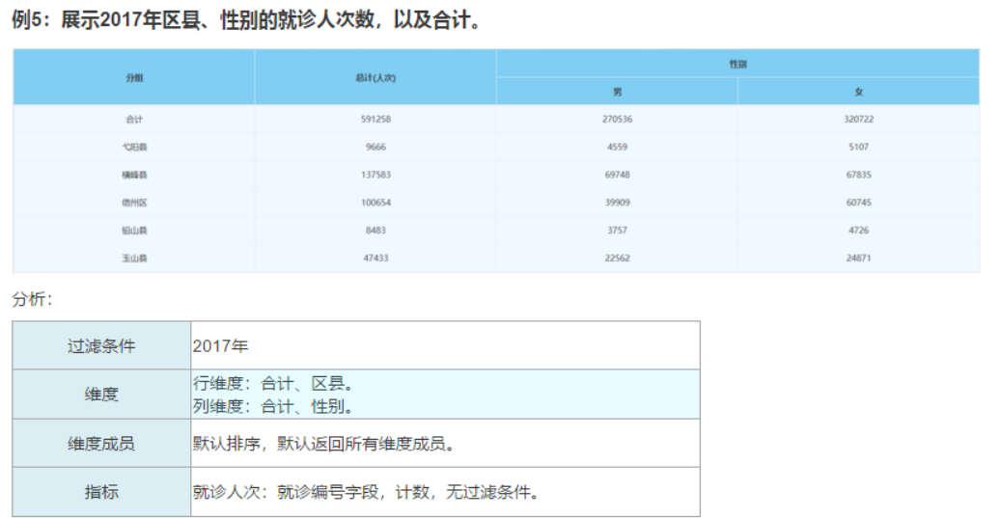 例5：展示2017年区县、性别的就诊人次数，以及合计。
分组 总计(人次) 性别
男 女
合计 591258 270536 320722
弋阳县 9666 4559 5107
横峰县 137583 69748 67835
信州区 100654 39909 60745
铅山县 8483 3757 4726
玉山县 47433 22562 24871
分析：
过滤条件 2017年
维度 行维度：合计、区县。
列维度：合计、性别。
维度成员 默认排序，默认返回所有维度成员。
指标 就诊人次：就诊编号字段，计数，无过滤条件。